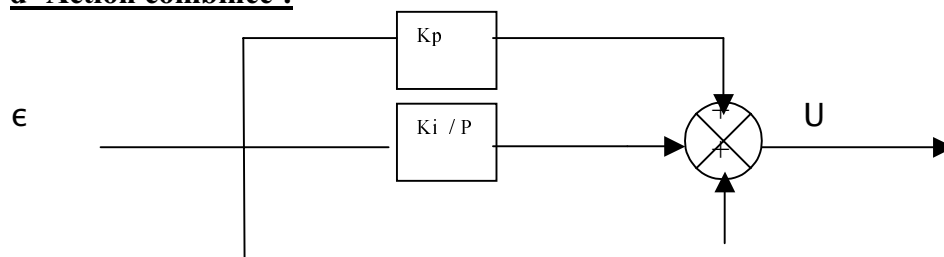 d- Action combinée :
Kp
+
ϵ
Ki / P
+
U